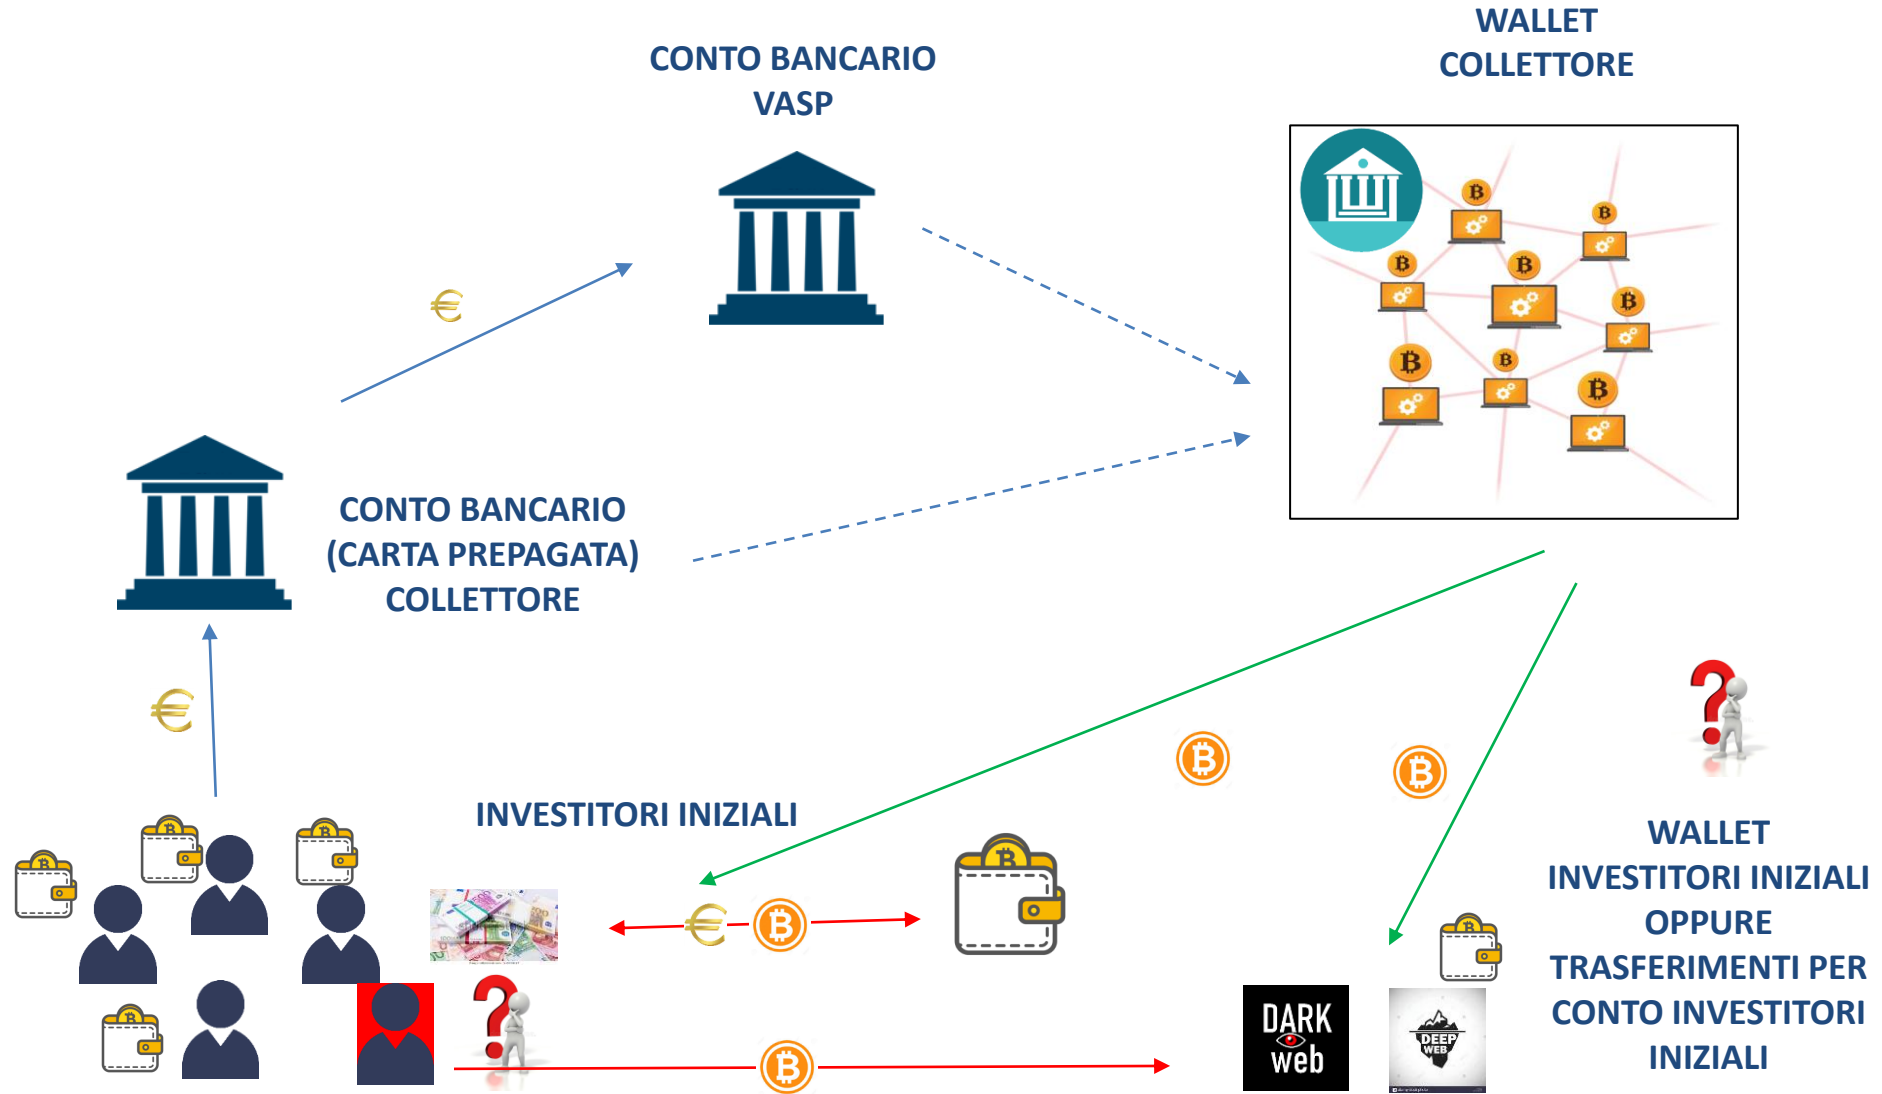 WALLET
COLLETTORE
CONTO BANCARIO
VASP
CONTO BANCARIO
(CARTA PREPAGATA)
COLLETTORE
INVESTITORI INIZIALI
WALLET
INVESTITORI INIZIALI
OPPURE
TRASFERIMENTI PER
CONTO INVESTITORI
INIZIALI
DARK
web
DEEP
WEB